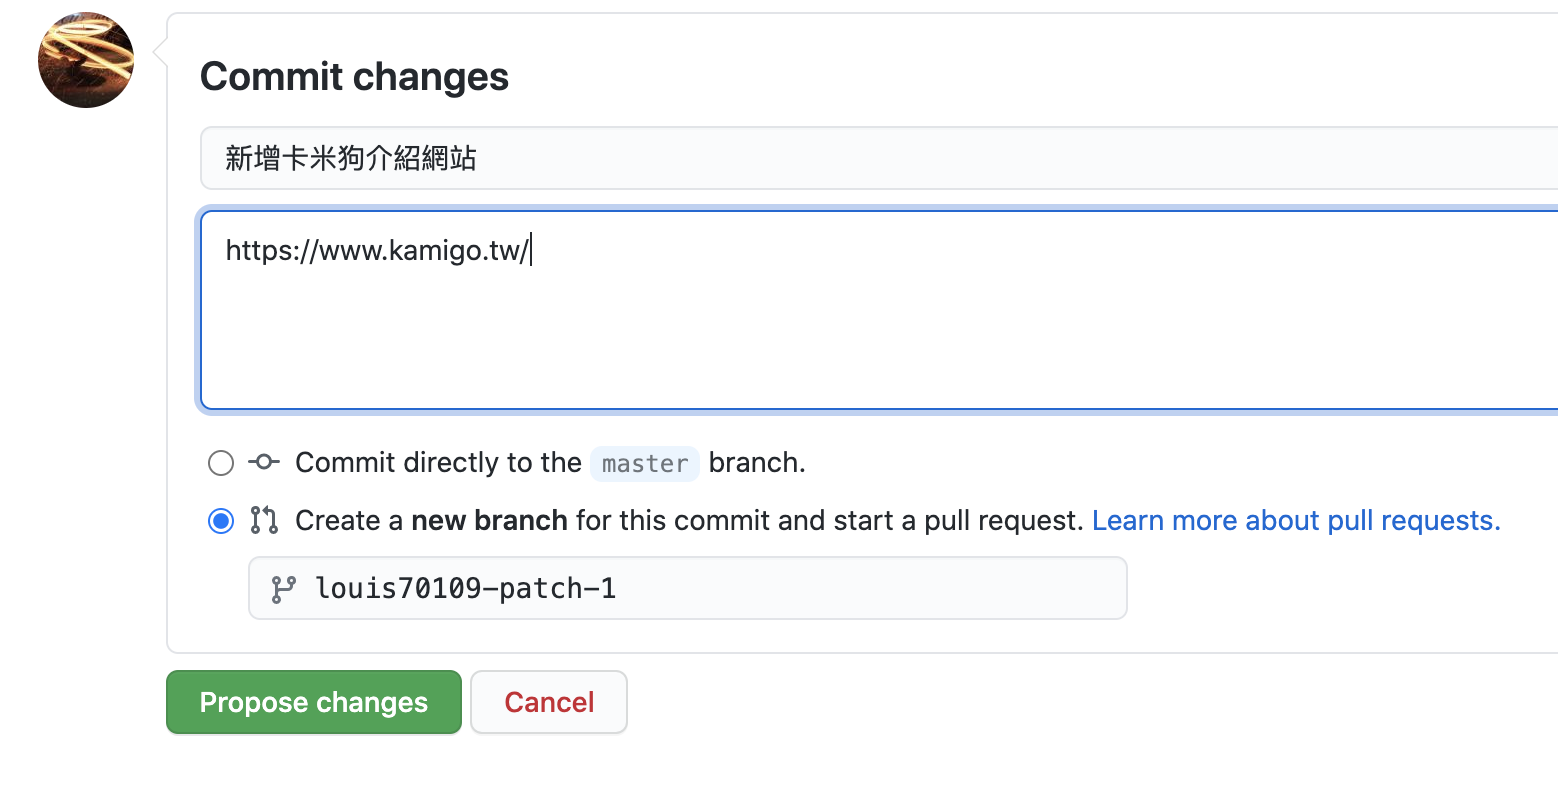 Commit changes
新增卡米狗介紹網站
https://www.kamigo.tw/
Commit directly to the master branch.
Create a new branch for this commit and start a pull request. Learn more about pull requests.
louis70109-patch-1
Propose changes
Cancel